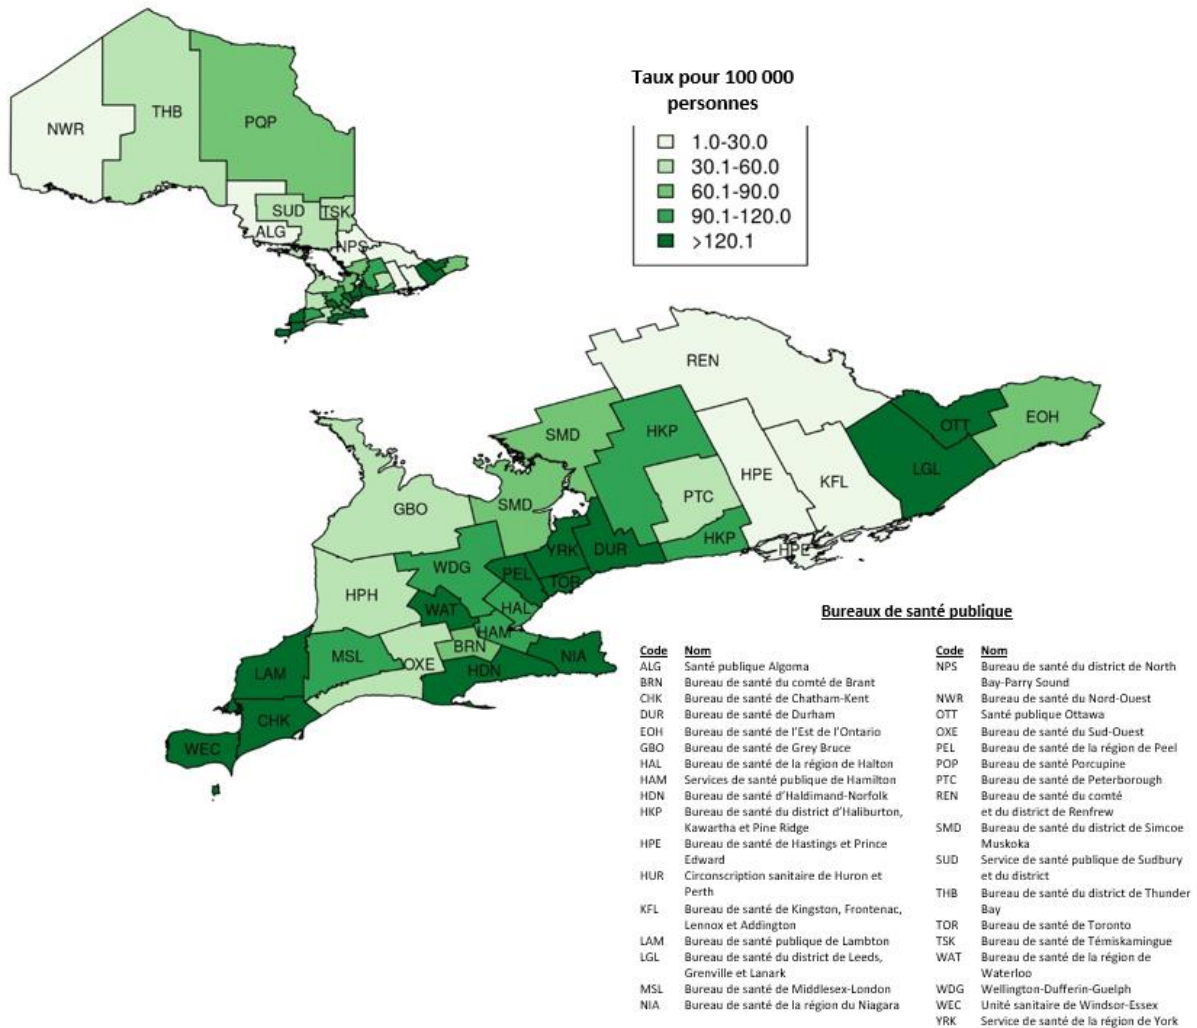 Taux pour 100 000
personnes
1.0-30.0
30.1-60.0
60.1-90.0
90.1-120.0
>120.1
NWR
THB
PQP
SUD
TSK
ALG
NPS
REN
SMD
HKP
OTT
EOH
LGL
HPE
KFL
PTC
GBO
SMD
HKP
HPE
YRK
DUR
WDG
PEL
TOR
HPH
WAT
HAL
HAM
BRN
MSL
OXE
HDN
NIA
LAM
CHK
WEC
Bureaux de santé publique
Code Nom
ALG Santé publique Algoma
BRN Bureau de santé du comté de Brant
CHK Bureau de santé de Chatham-Kent
DUR Bureau de santé de Durham
EOH Bureau de santé de l'Est de l'Ontario
GBO Bureau de santé de Grey Bruce
HAL Bureau de santé de la région de Halton
HAM Services de santé publique de Hamilton
HDN Bureau de santé d'Haldimand-Norfolk
HKP Bureau de santé du district d'Haliburton,
Kawartha et Pine Ridge
HPE Bureau de santé de Hastings et Prince
Edward
HUR Circonscription sanitaire de Huron et
Perth
KFL Bureau de santé de Kingston, Frontenac,
Lennox et Addington
LAM Bureau de santé publique de Lambton
LGL Bureau de santé du district de Leeds,
Grenville et Lanark
MSL Bureau de santé de Middlesex-London
NIA Bureau de santé de la région du Niagara
Code Nom
NPS Bureau de santé du district de North
Bay-Parry Sound
NWR Bureau de santé du Nord-Ouest
OTT Santé publique Ottawa
OXE Bureau de santé du Sud-Ouest
PEL Bureau de santé de la région de Peel
POP Bureau de santé Porcupine
PTC Bureau de santé de Peterborough
REN Bureau de santé du comté
et du district de Renfrew
SMD Bureau de santé du district de Simcoe
Muskoka
SUD Service de santé publique de Sudbury
et du district
THB Bureau de santé du district de Thunder
Bay
TOR Bureau de santé de Toronto
TSK Bureau de santé de Témiskamingue
WAT Bureau de santé de la région de
Waterloo
WDG Wellington-Dufferin-Guelph
WEC Unité sanitaire de Windsor-Essex
YRK Service de santé de la région de York